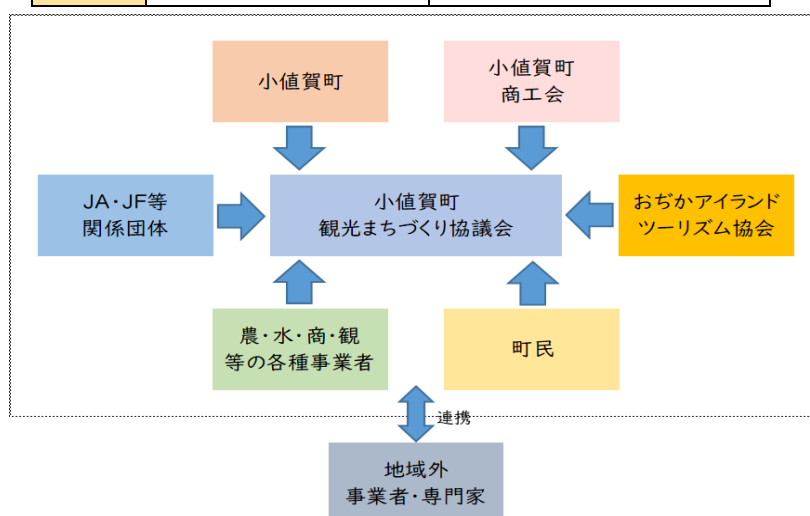 小値賀町
小値賀町
商工会
JA・JF等
関係団体
小値賀町
観光まちづくり協議会
おぢかアイランド
ツーリズム協会
農・水・商・観
等の各種事業者
町民
連携
地域外
事業者・専門家